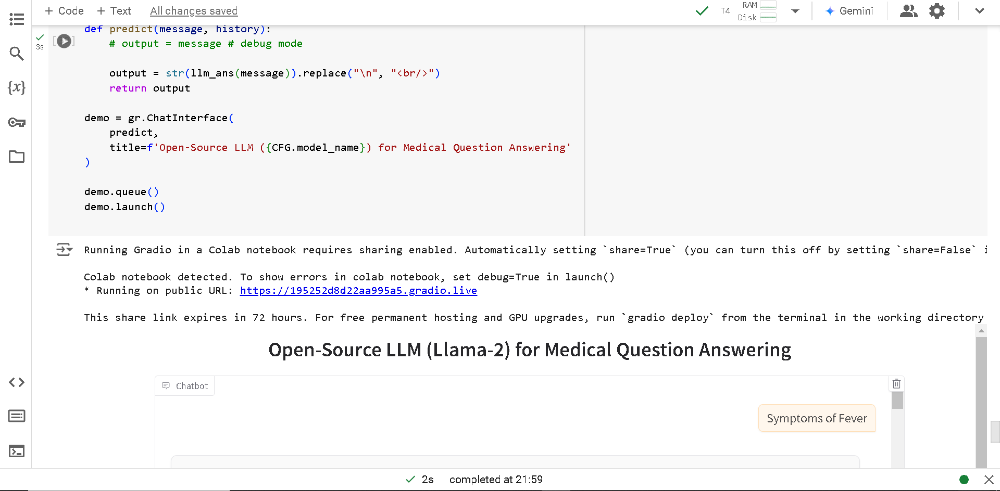 + Code + Text All changes saved
T4 RAM Disk Gemini
def predict(message, history):
3s
# output = message # debug mode
output = str(llm_ans(message)).replace("\n", "<br/>")
return output
demo = gr.ChatInterface(
predict,
title=f'Open-Source LLM ({CFG.model_name}) for Medical Question Answering'
)
demo.queue()
demo.launch()
Running Gradio in a Colab notebook requires sharing enabled. Automatically setting `share=True` (you can turn this off by setting `share=False` i
Colab notebook detected. To show errors in colab notebook, set debug=True in launch()
* Running on public URL: https://195252d8d22aa995a5.gradio.live
This share link expires in 72 hours. For free permanent hosting and GPU upgrades, run `gradio deploy` from the terminal in the working directory
Open-Source LLM (Llama-2) for Medical Question Answering
Chatbot
Symptoms of Fever
2s completed at 21:59